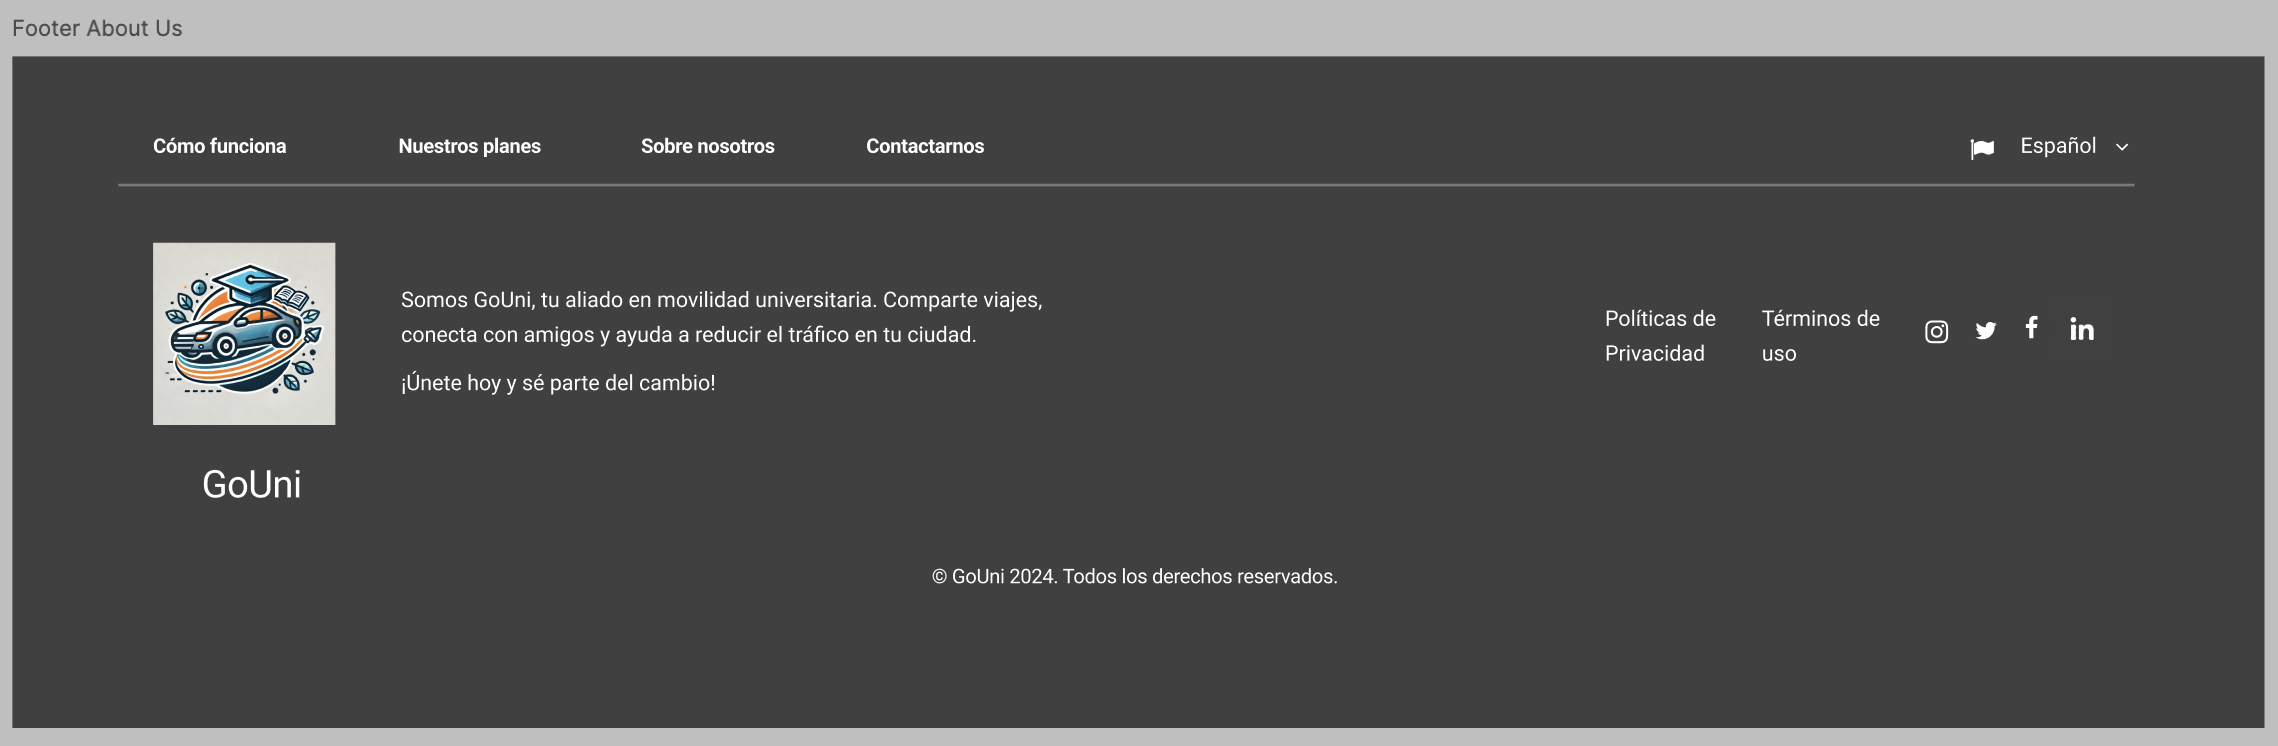 Footer About Us
Cómo funciona
Nuestros planes
Sobre nosotros
Contactarnos
Español
Somos GoUni, tu aliado en movilidad universitaria. Comparte viajes,
conecta con amigos y ayuda a reducir el tráfico en tu ciudad.
¡Únete hoy y sé parte del cambio!
Políticas de
Privacidad
Términos de
uso
GoUni
© GoUni 2024. Todos los derechos reservados.